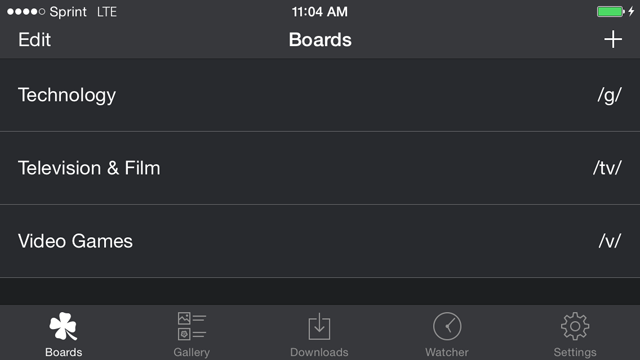 Sprint LTE 11:04 AM
Edit Boards +
Technology /g/
Television & Film /tv/
Video Games /v/
Boards Gallery Downloads Watcher Settings